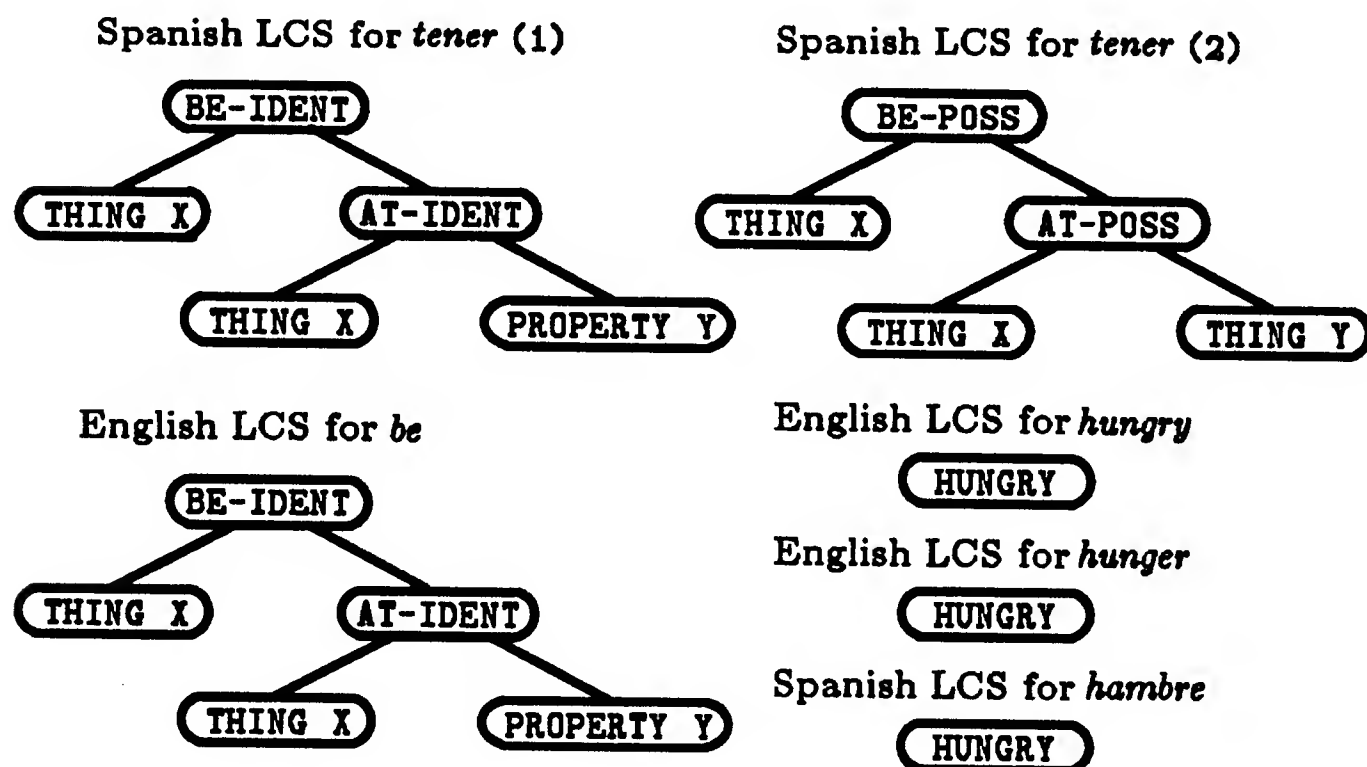 Spanish LCS for tener (1)
BE-IDENT
THING X
AT-IDENT
THING X
PROPERTY Y
Spanish LCS for tener (2)
BE-POSS
THING X
AT-POSS
THING X
THING Y
English LCS for be
BE-IDENT
THING X
AT-IDENT
THING X
PROPERTY Y
English LCS for hungry
HUNGRY
English LCS for hunger
HUNGRY
Spanish LCS for hambre
HUNGRY